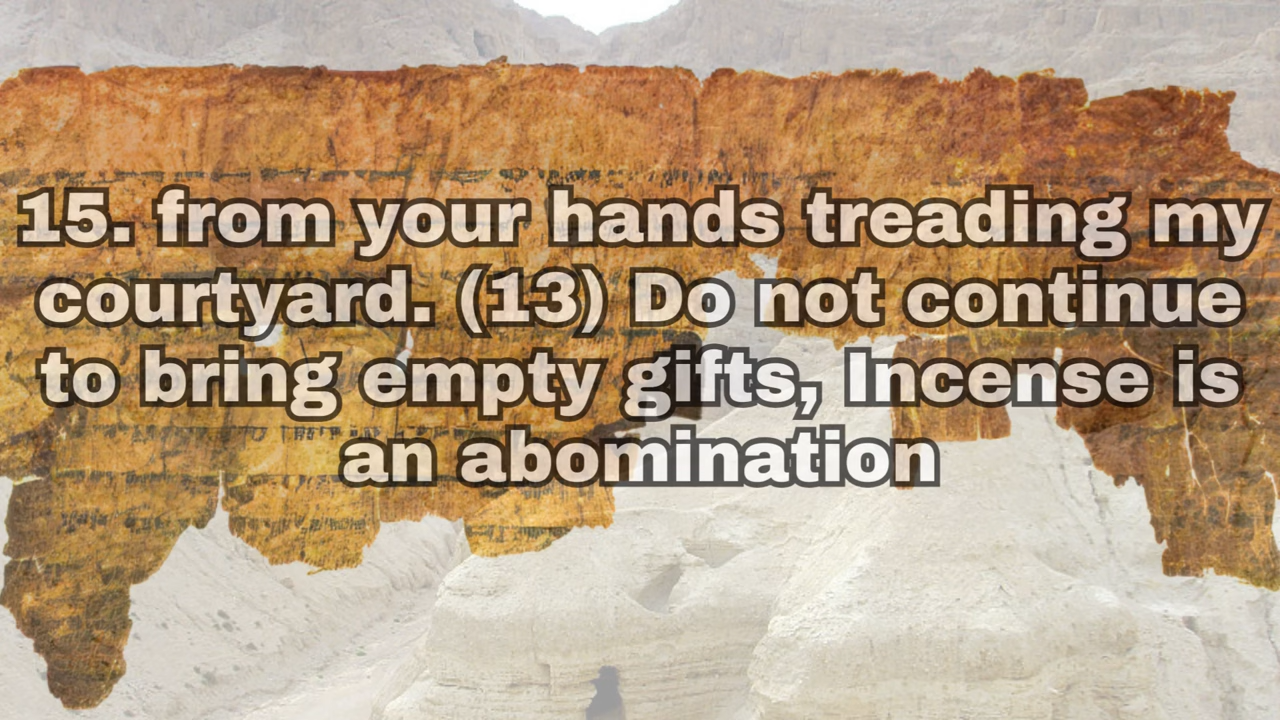 15. from your hands treading my
courtyard. (13) Do not continue
to bring empty gifts, Incense is
an abomination